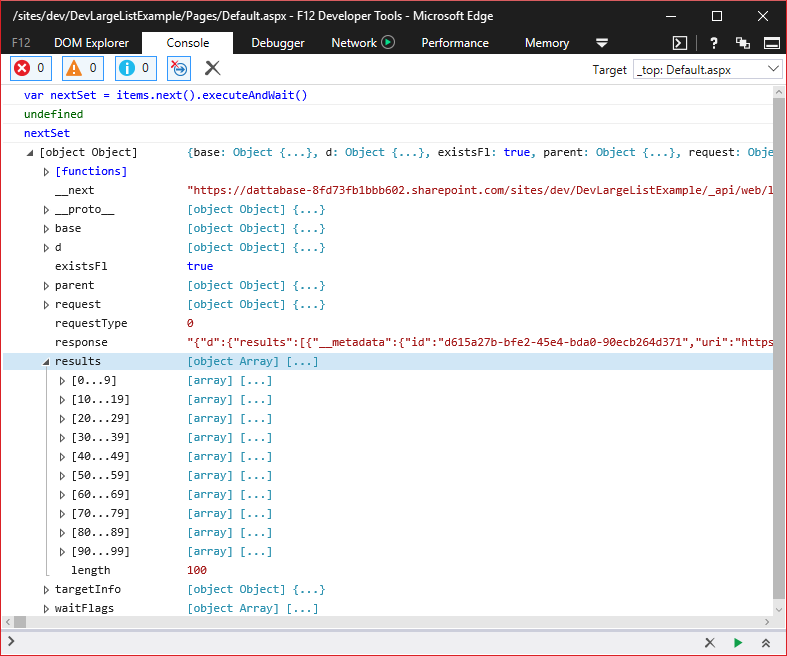 /sites/dev/DevLargeListExample/Pages/Default.aspx - F12 Developer Tools - Microsoft Edge
F12 DOM Explorer Console Debugger Network Performance Memory ?
0 0 0 Target _top: Default.aspx
var nextSet = items.next().executeAndWait()
undefined
nextSet
[object Object] {base: Object {...}, d: Object {...}, existsFl: true, parent: Object {...}, request: Obje
[functions]
__next "https://dattabase-8fd73fb1bbb602.sharepoint.com/sites/dev/DevLargeListExample/_api/web/l
__proto__ [object Object] {...}
base [object Object] {...}
d [object Object] {...}
existsFl true
parent [object Object] {...}
request [object Object] {...}
requestType 0
response "{"d":{"results":[{"__metadata":{"id":"d615a27b-bfe2-45e4-bda0-90ecb264d371","uri":"https
results [object Array] [...]
[0...9] [array] [...]
[10...19] [array] [...]
[20...29] [array] [...]
[30...39] [array] [...]
[40...49] [array] [...]
[50...59] [array] [...]
[60...69] [array] [...]
[70...79] [array] [...]
[80...89] [array] [...]
[90...99] [array] [...]
length 100
targetInfo [object Object] {...}
waitFlags [object Array] [...]